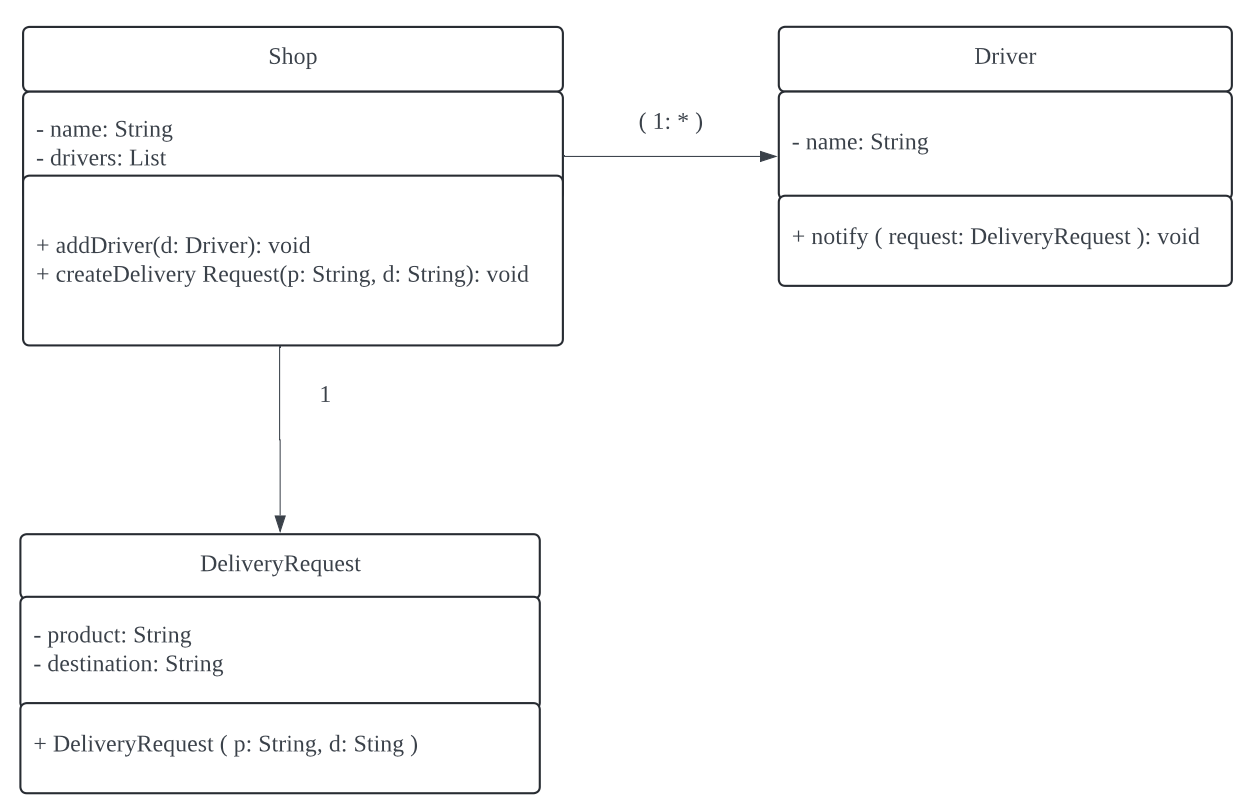 Shop
- name: String
- drivers: List
+ addDriver(d: Driver): void
+ createDelivery Request(p: String, d: String): void
( 1: * )
Driver
- name: String
+ notify ( request: DeliveryRequest ): void
1
DeliveryRequest
- product: String
- destination: String
+ DeliveryRequest ( p: String, d: Sting )